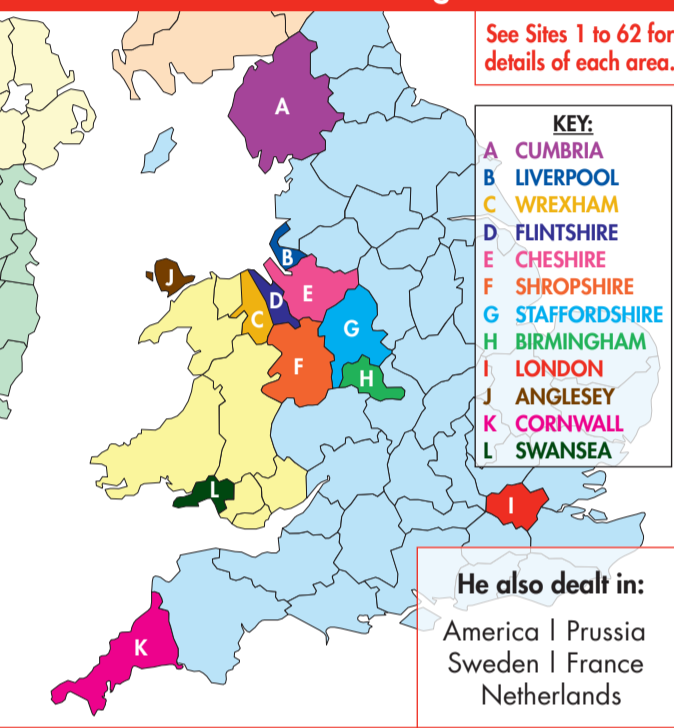 See Sites 1 to 62 for
details of each area.
KEY:
A CUMBRIA
B LIVERPOOL
C WREXHAM
D FLINTSHIRE
E CHESHIRE
F SHROPSHIRE
G STAFFORDSHIRE
H BIRMINGHAM
I LONDON
J ANGLESEY
K CORNWALL
L SWANSEA
A
B
J
E
D
C
G
F
H
L
I
K
He also dealt in:
America | Prussia
Sweden | France
Netherlands